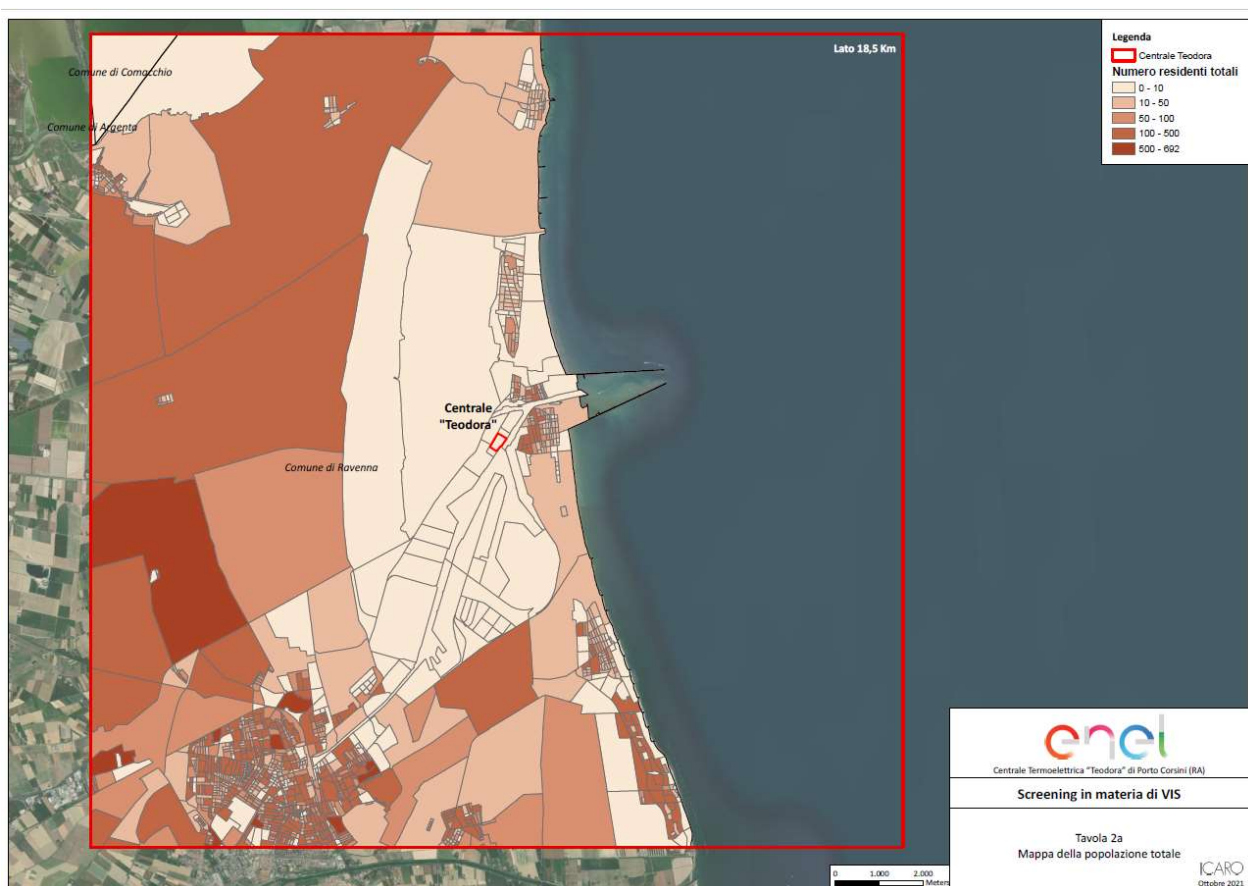 Lato 18,5 Km
Legenda
Centrale Teodora
Numero residenti totali
0 - 10
10 - 50
50 - 100
100 - 500
500 - 692
Comune di Comacchio
Comune di Argenta
Centrale
"Teodora"
Comune di Ravenna
enel
Centrale Termoelettrica "Teodora" di Porto Corsini (RA)
Screening in materia di VIS
Tavola 2a
Mappa della popolazione totale
ICARO
Ottobre 2021
0 1.000 2.000
Meters